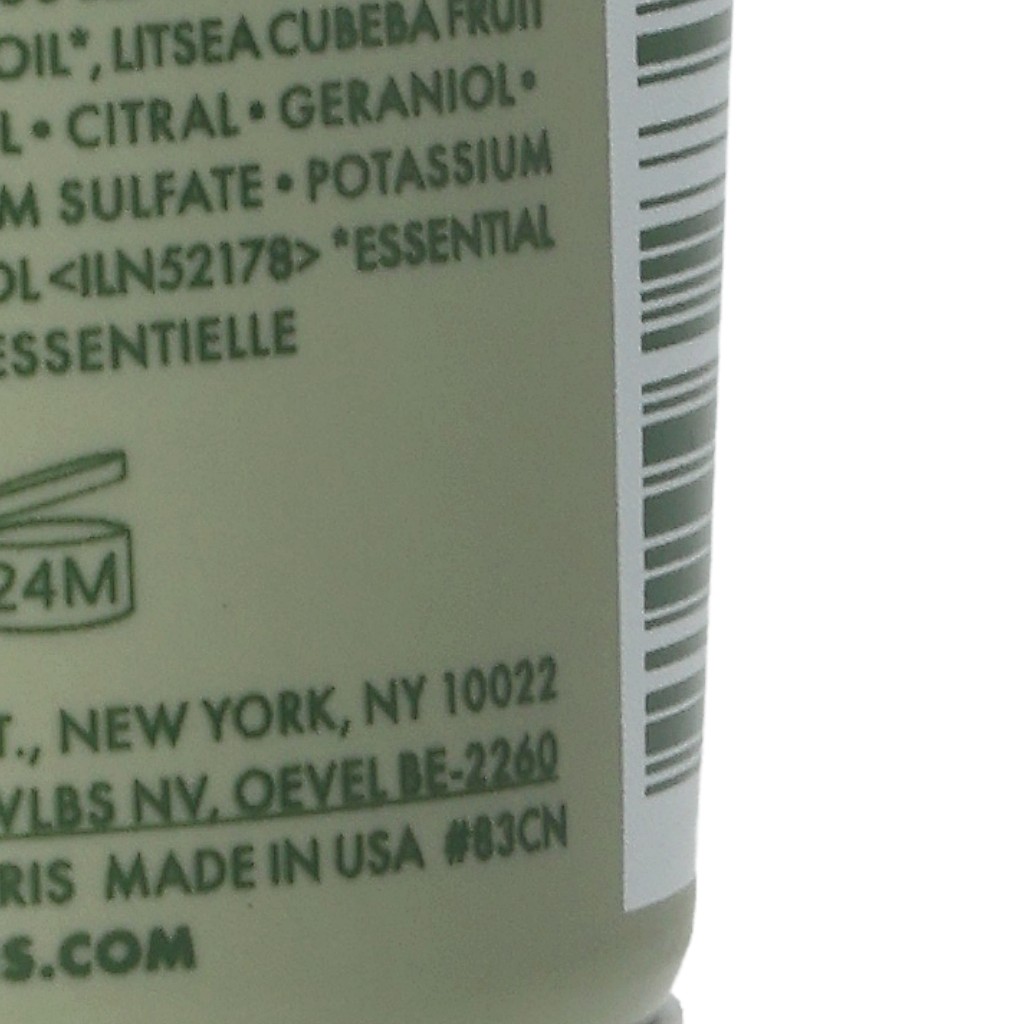 OIL*, LITSEA CUBEBA FRUIT
L • CITRAL • GERANIOL •
M SULFATE • POTASSIUM
OL <ILN52178> *ESSENTIAL
ESSENTIELLE
24M
T., NEW YORK, NY 10022
VLBS NV, OEVEL BE-2260
RIS MADE IN USA #83CN
S.COM